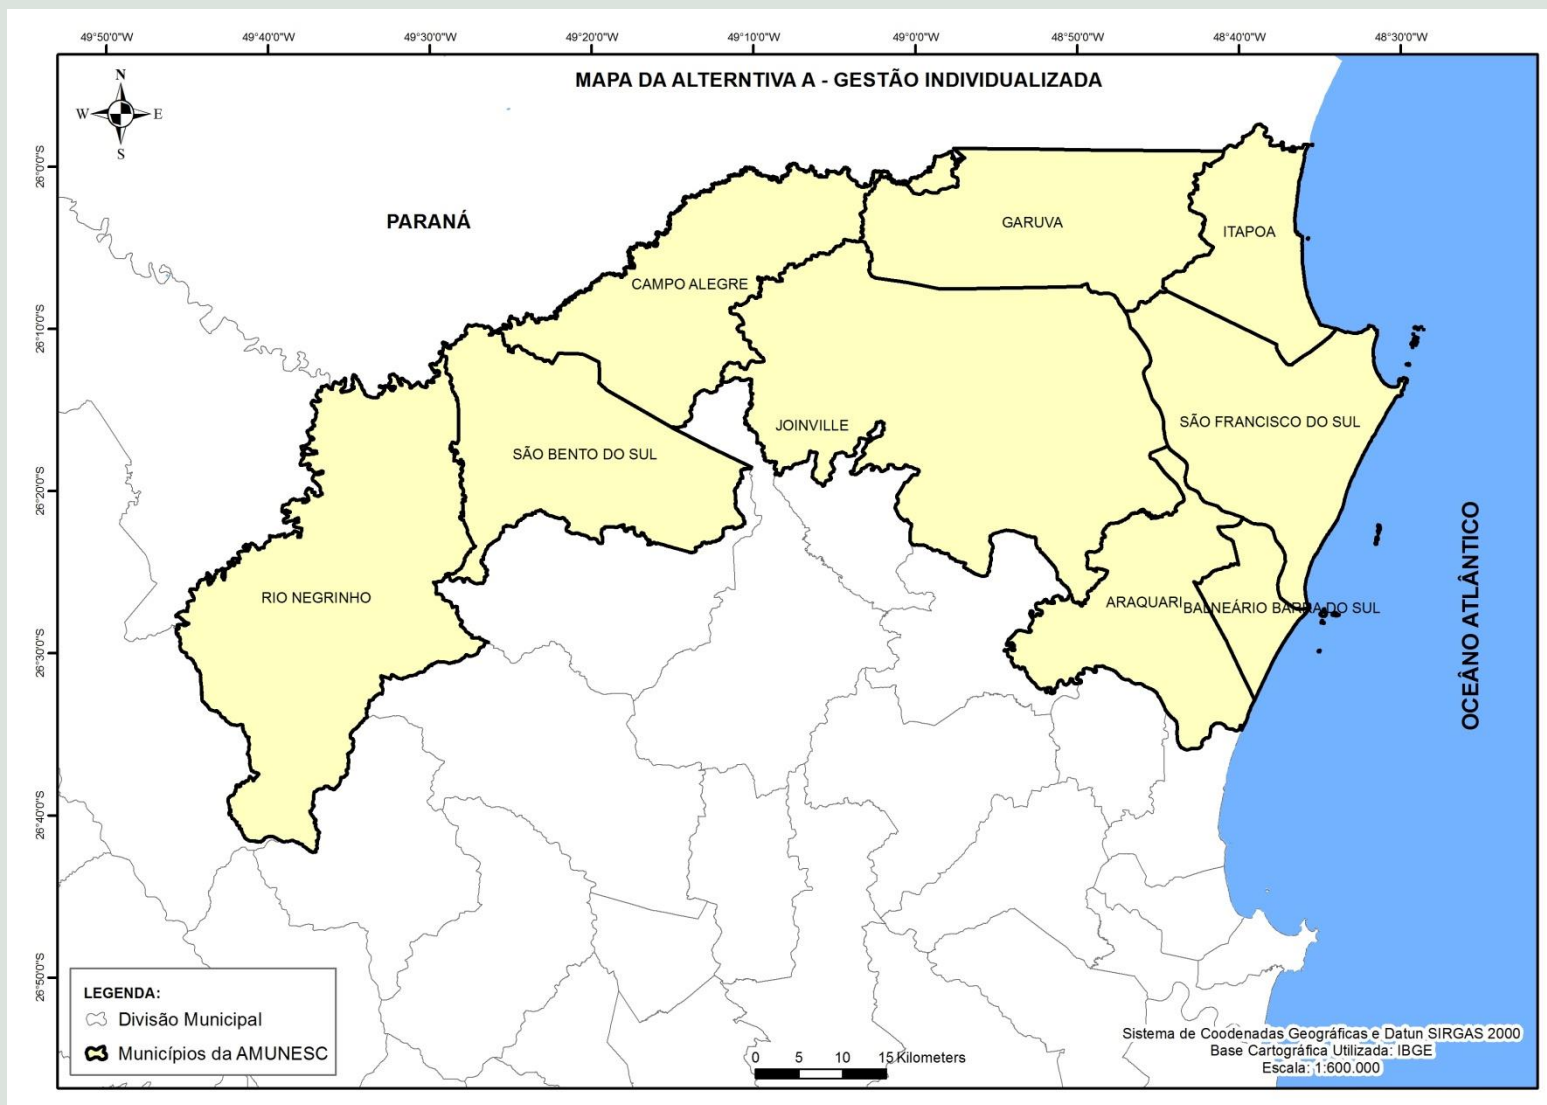 49°50'0"W 49°40'0"W 49°30'0"W 49°20'0"W 49°10'0"W 49°0'0"W 48°50'0"W 48°40'0"W 48°30'0"W
MAPA DA ALTERNTIVA A - GESTÃO INDIVIDUALIZADA
N
W E
S
26°0'0"S
PARANÁ
GARUVA
ITAPOA
CAMPO ALEGRE
26°10'0"S
SÃO FRANCISCO DO SUL
JOINVILLE
SÃO BENTO DO SUL
26°20'0"S
OCEÂNO ATLÂNTICO
RIO NEGRINHO
ARAQUARI
BALNEÁRIO BARRA DO SUL
26°30'0"S
26°40'0"S
26°50'0"S
LEGENDA:
Divisão Municipal
Municípios da AMUNESC
0 5 10 15 Kilometers
Sistema de Coodenadas Geográficas e Datun SIRGAS 2000
Base Cartográfica Utilizada: IBGE
Escala: 1:600.000